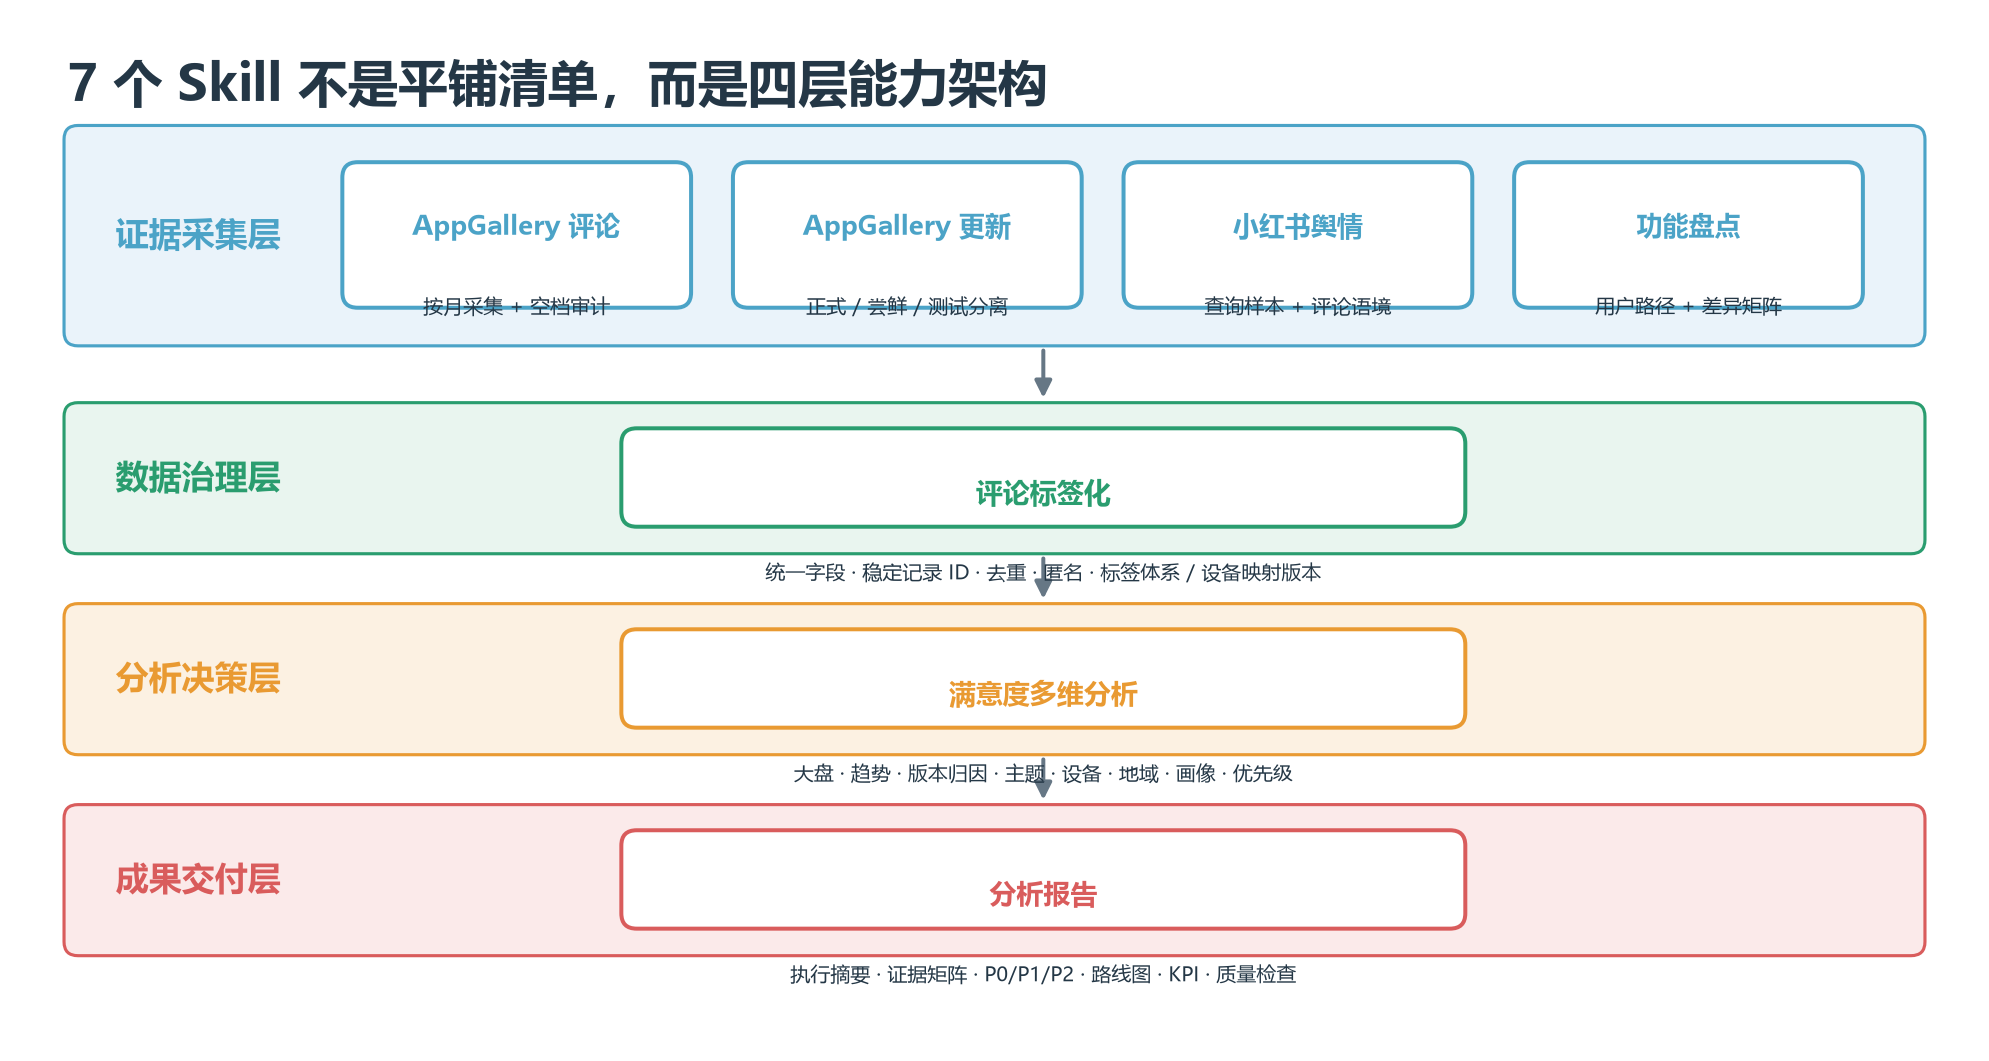 7 个 Skill 不是平铺清单，而是四层能力架构
证据采集层
AppGallery 评论
按月采集 + 空档审计
AppGallery 更新
正式 / 尝鲜 / 测试分离
小红书舆情
查询样本 + 评论语境
功能盘点
用户路径 + 差异矩阵
数据治理层
评论标签化
统一字段 · 稳定记录 ID · 去重 · 匿名 · 标签体系 / 设备映射版本
分析决策层
满意度多维分析
大盘 · 趋势 · 版本归因 · 主题 · 设备 · 地域 · 画像 · 优先级
成果交付层
分析报告
执行摘要 · 证据矩阵 · P0/P1/P2 · 路线图 · KPI · 质量检查